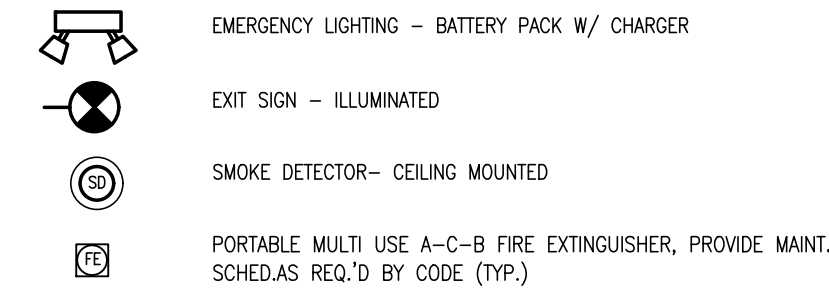 EMERGENCY LIGHTING – BATTERY PACK W/ CHARGER
EXIT SIGN – ILLUMINATED
SD
SMOKE DETECTOR– CEILING MOUNTED
FE
PORTABLE MULTI USE A–C–B FIRE EXTINGUISHER, PROVIDE MAINT.
SCHED.AS REQ.'D BY CODE (TYP.)